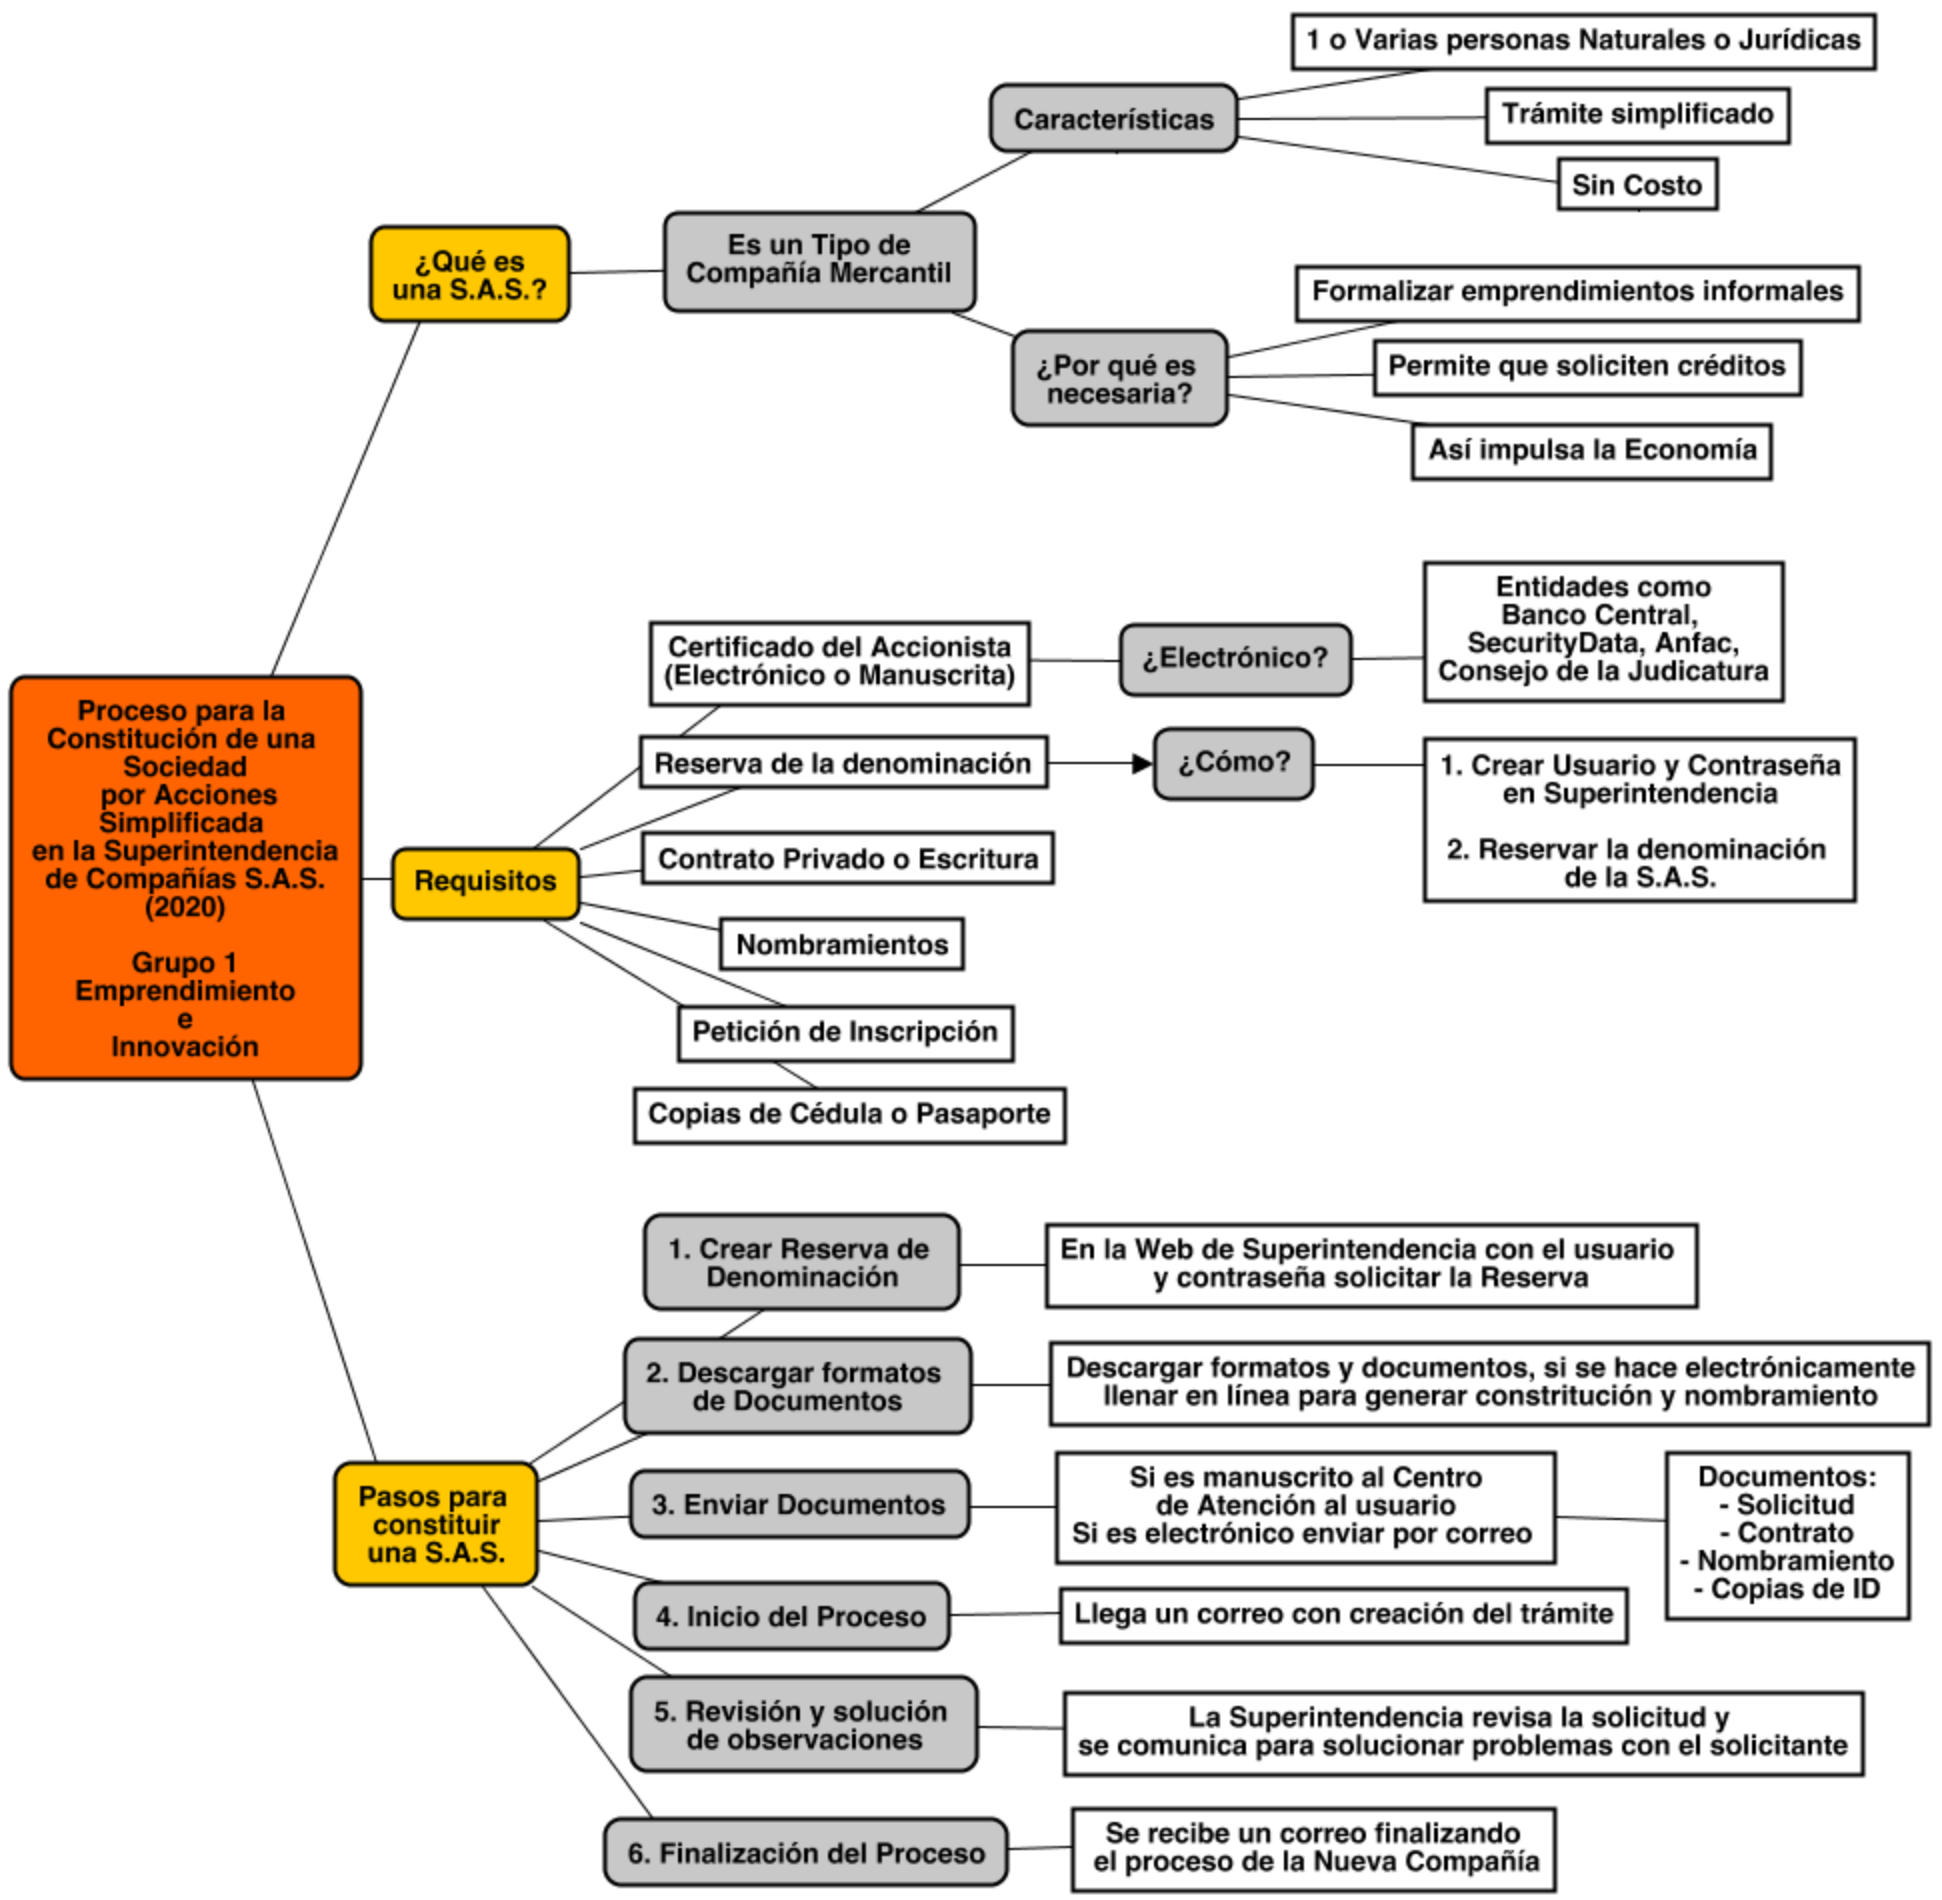 1 o Varias personas Naturales o Jurídicas
Características
Trámite simplificado
Sin Costo
¿Qué es
una S.A.S.?
Es un Tipo de
Compañía Mercantil
Formalizar emprendimientos informales
¿Por qué es
necesaria?
Permite que soliciten créditos
Así impulsa la Economía
Proceso para la
Constitución de una
Sociedad
por Acciones
Simplificada
en la Superintendencia
de Compañías S.A.S.
(2020)
Grupo 1
Emprendimiento
e
Innovación
Requisitos
Certificado del Accionista
(Electrónico o Manuscrita)
¿Electrónico?
Entidades como
Banco Central,
SecurityData, Anfac,
Consejo de la Judicatura
Reserva de la denominación
¿Cómo?
1. Crear Usuario y Contraseña
en Superintendencia
2. Reservar la denominación
de la S.A.S.
Contrato Privado o Escritura
Nombramientos
Petición de Inscripción
Copias de Cédula o Pasaporte
Pasos para
constituir
una S.A.S.
1. Crear Reserva de
Denominación
En la Web de Superintendencia con el usuario
y contraseña solicitar la Reserva
2. Descargar formatos
de Documentos
Descargar formatos y documentos, si se hace electrónicamente
llenar en línea para generar constritución y nombramiento
3. Enviar Documentos
Si es manuscrito al Centro
de Atención al usuario
Si es electrónico enviar por correo
Documentos:
- Solicitud
- Contrato
- Nombramiento
- Copias de ID
4. Inicio del Proceso
Llega un correo con creación del trámite
5. Revisión y solución
de observaciones
La Superintendencia revisa la solicitud y
se comunica para solucionar problemas con el solicitante
6. Finalización del Proceso
Se recibe un correo finalizando
el proceso de la Nueva Compañía